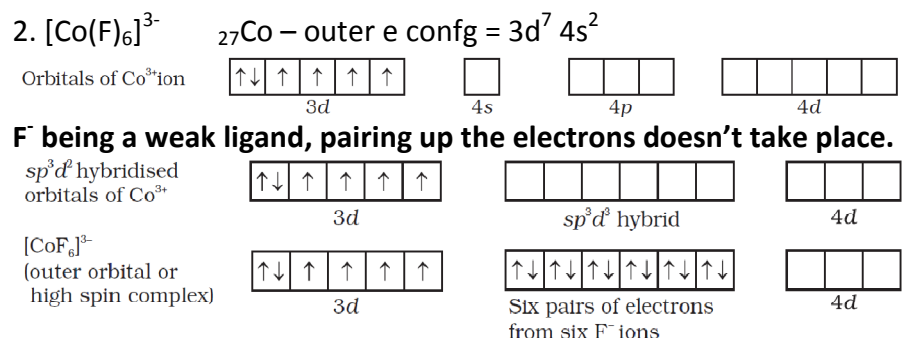 2. [Co(F)₆]³⁻ ₂₇Co – outer e confg = 3d⁷ 4s²
Orbitals of Co³⁺ion ↑↓ ↑ ↑ ↑ ↑
3d 4s 4p 4d
F⁻ being a weak ligand, pairing up the electrons doesn’t take place.
sp³d² hybridised
orbitals of Co³⁺ ↑↓ ↑ ↑ ↑ ↑
3d sp³d³ hybrid 4d
[CoF₆]³⁻
(outer orbital or ↑↓ ↑ ↑ ↑ ↑ ↑↓ ↑↓ ↑↓ ↑↓ ↑↓ ↑↓
high spin complex)
3d Six pairs of electrons 4d
from six F⁻ ions